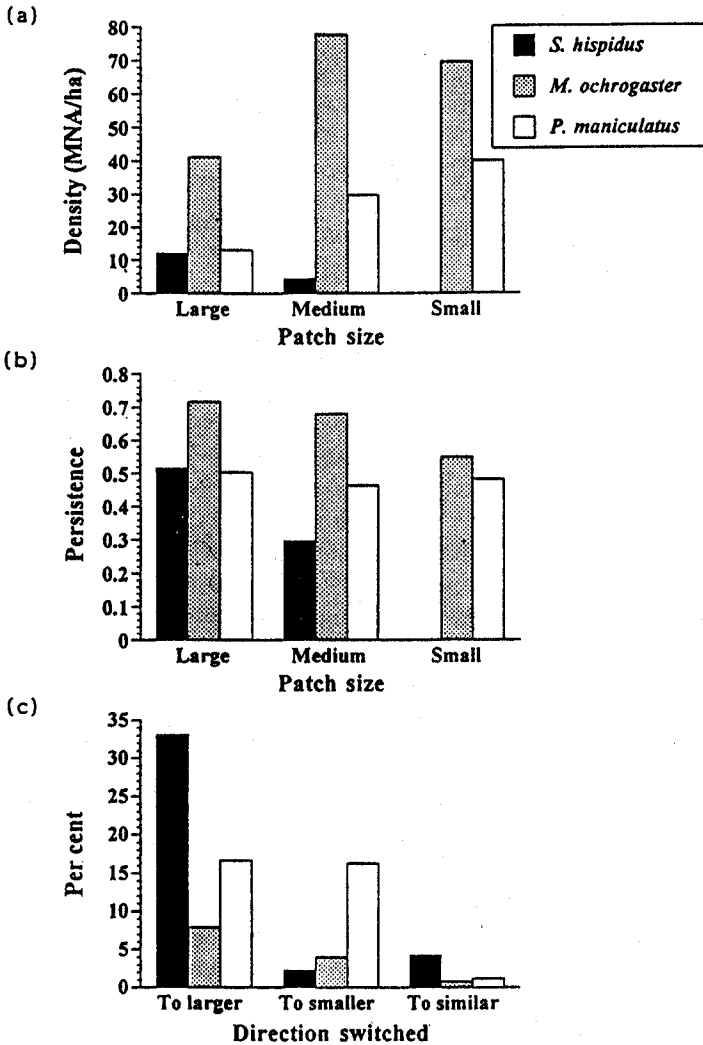 (a)
80
70
60
50
40
30
20
10
0
Density (MNA/ha)
S. hispidus
M. ochrogaster
P. maniculatus
Large Medium Small
Patch size
(b)
0.8
0.7
0.6
0.5
0.4
0.3
0.2
0.1
0
Persistence
Large Medium Small
Patch size
(c)
35
30
25
20
15
10
5
0
Per cent
To larger To smaller To similar
Direction switched